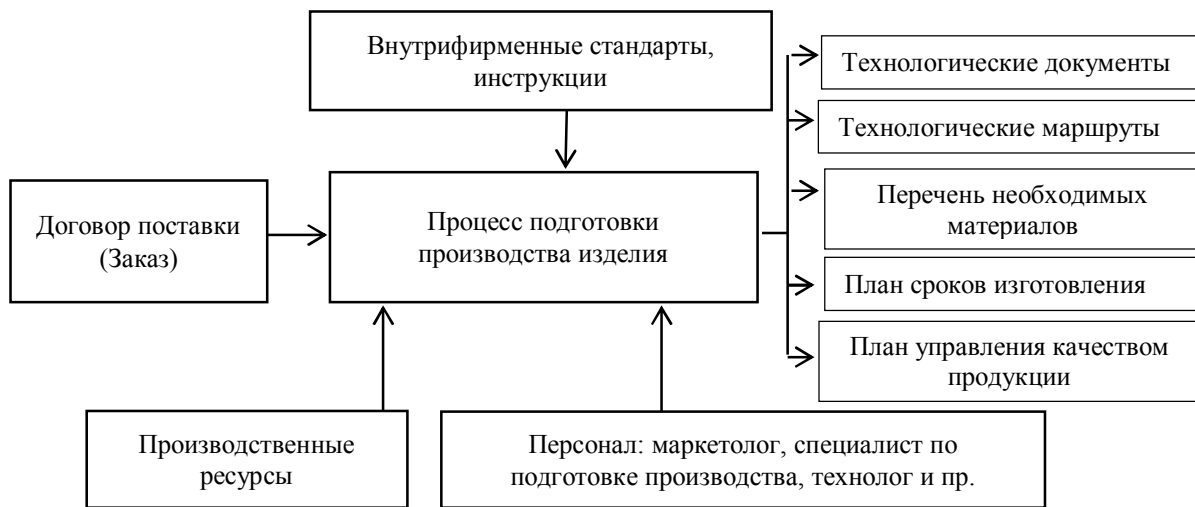 Внутрифирменные стандарты,
инструкции
Технологические документы
Технологические маршруты
Договор поставки
(Заказ)
Процесс подготовки
производства изделия
Перечень необходимых
материалов
План сроков изготовления
План управления качеством
продукции
Производственные
ресурсы
Персонал: маркетолог, специалист по
подготовке производства, технолог и пр.